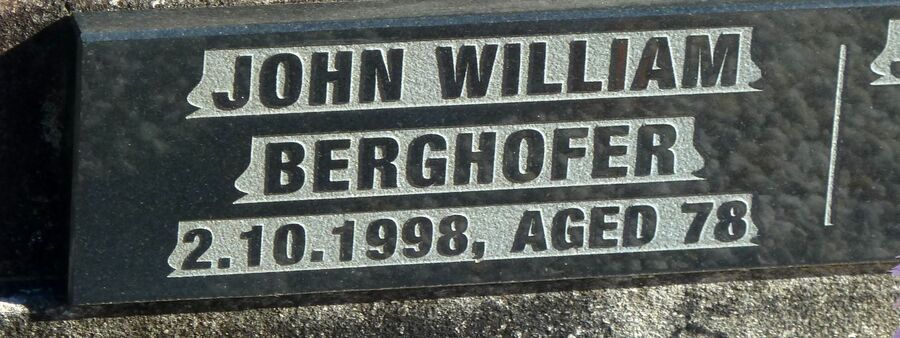 JOHN WILLIAM
BERGHOFER
2.10.1998, AGED 78